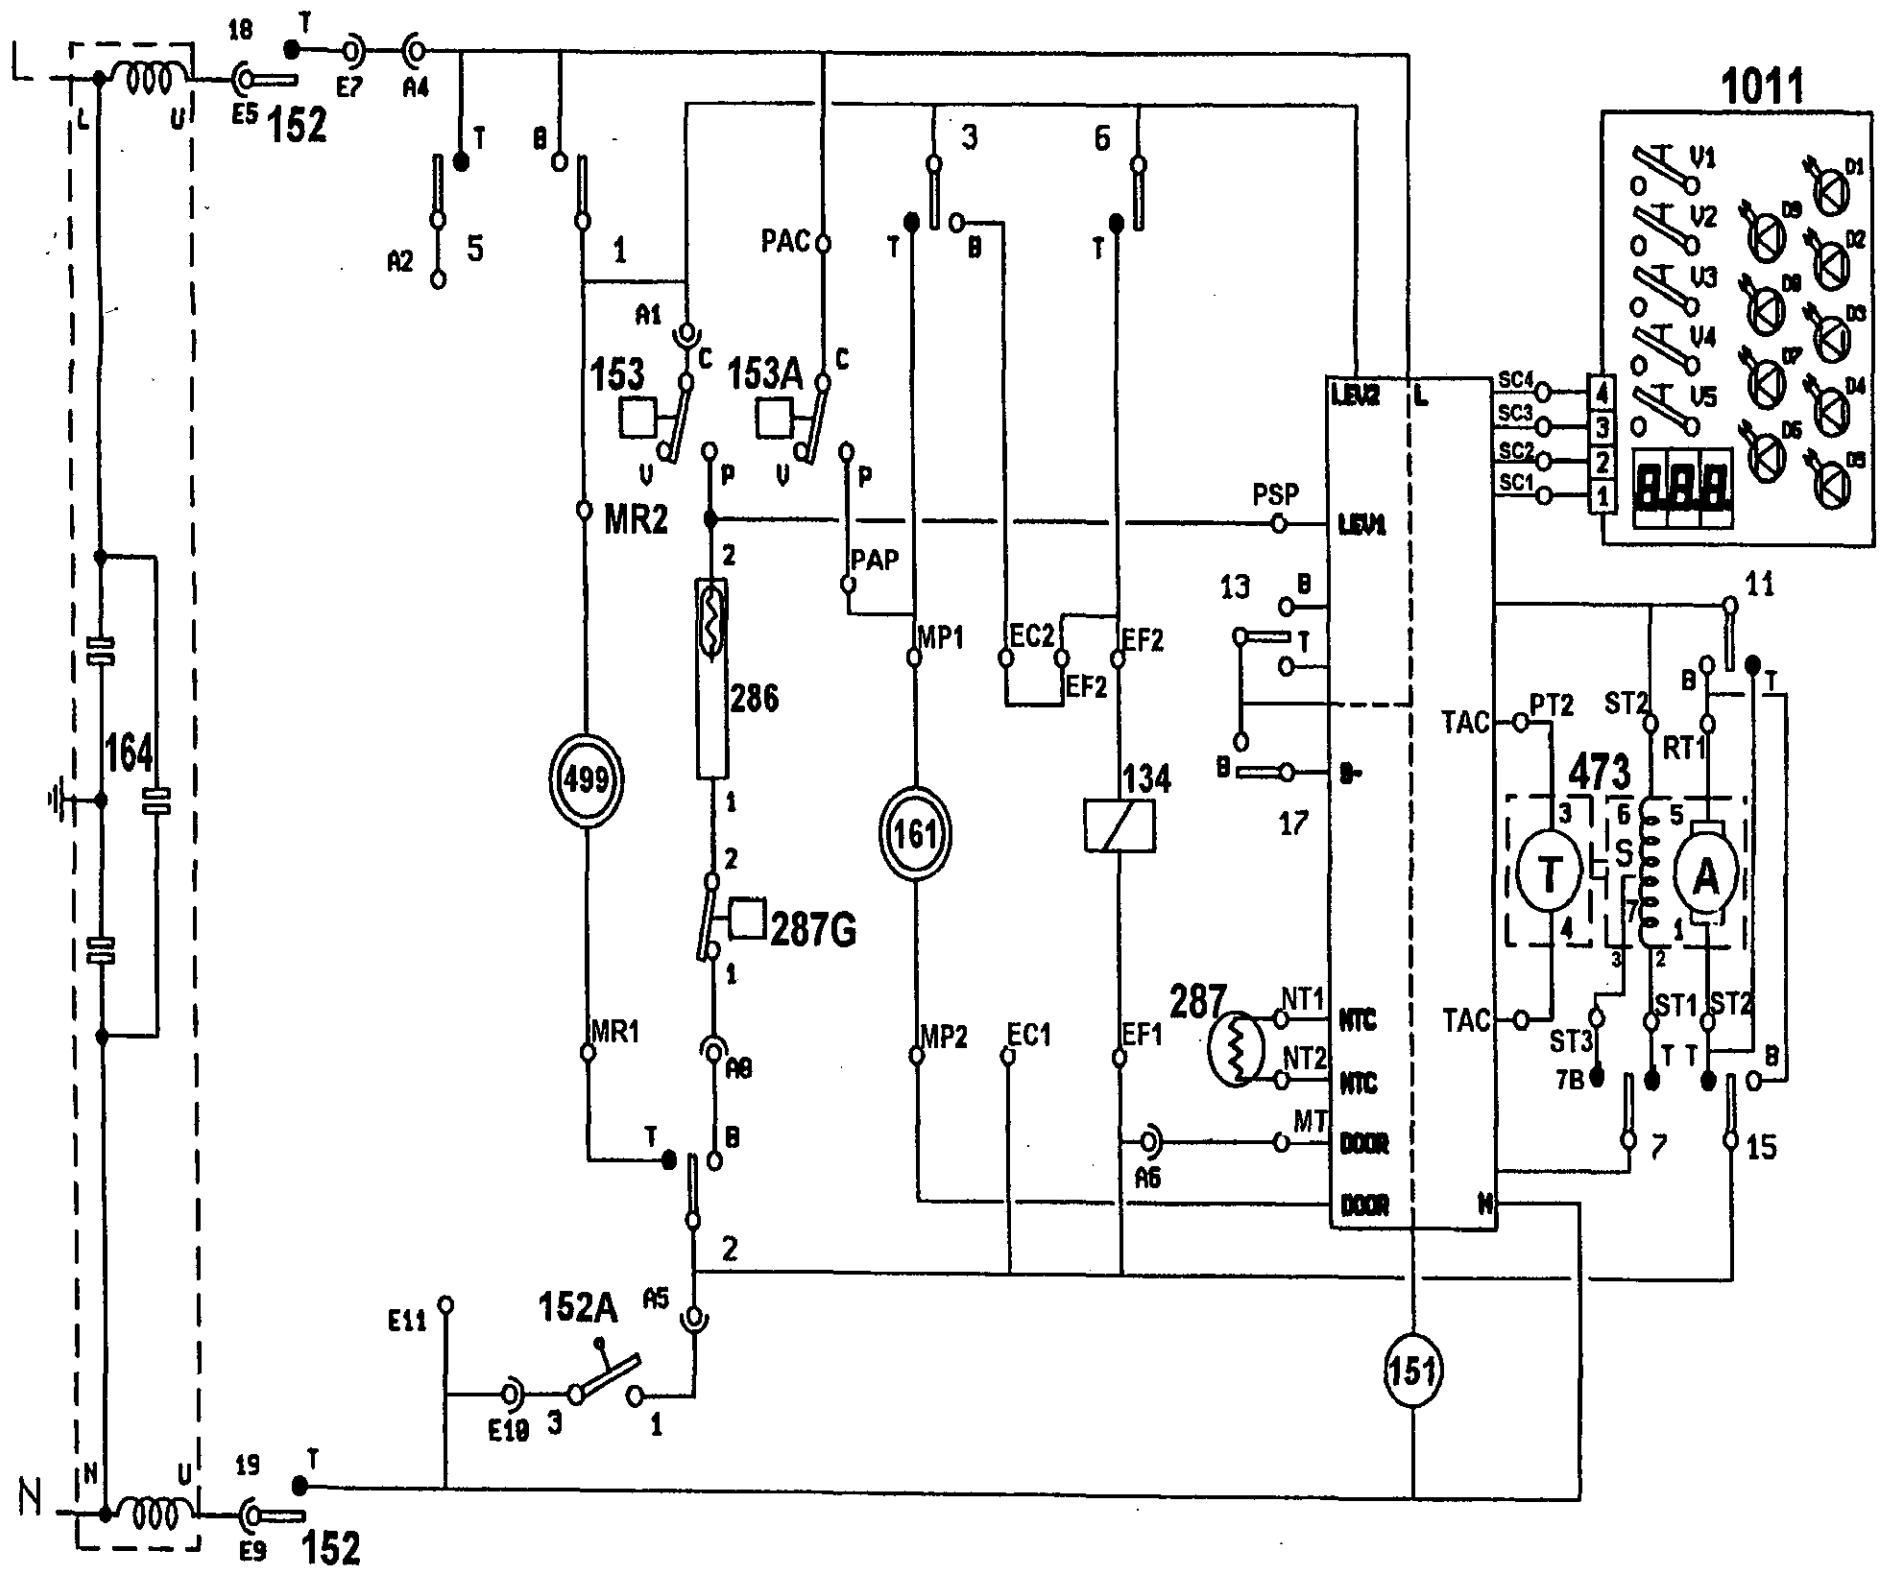 L
L
U
18
T
E5
152
E7
A4
T
A2
5
B
1
A1
C
153
V
P
PAC
C
153A
V
P
3
T
B
6
T
1011
V1
V2
V3
V4
V5
D1
D9
D2
D8
D3
D7
D4
D6
D5
8.8.8
SC4
SC3
SC2
SC1
4
3
2
1
LEV2
L
MR2
PSP
LEV1
2
PAP
286
1
13
B
T
11
B
T
MP1
EC2
EF2
EF2
164
499
161
134
B
B-
17
TAC
PT2
ST2
RT1
473
3
T
4
6
5
S
7
A
1
3
2
2
287G
1
MR1
A8
MP2
EC1
EF1
287
NT1
NTC
NT2
NTC
TAC
ST3
ST1
ST2
7B
T
T
B
7
15
T
B
2
A6
MT
DOOR
DOOR
N
E11
152A
A5
E10
3
1
151
N
N
U
19
T
E9
152